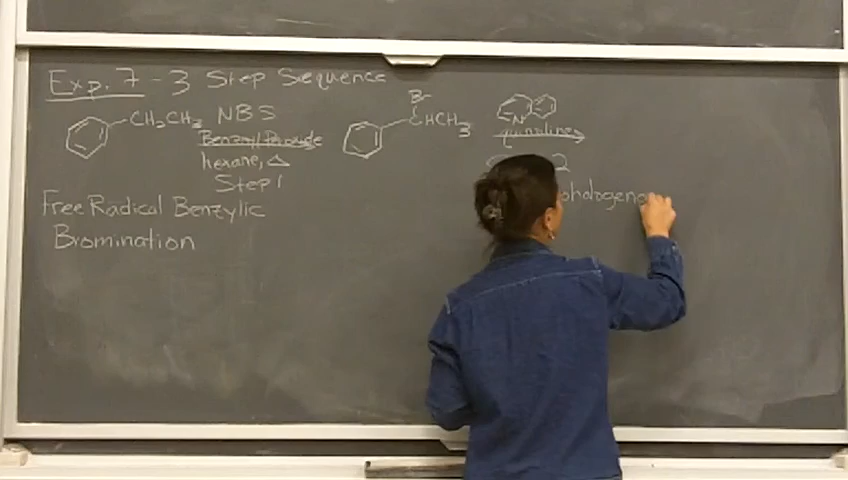 Exp. 7 - 3 Step Sequence
CH2CH3 NBS
Benzoyl Peroxide
hexane, △
Step 1
Br
CHCH3
N
quinoline
2
Free Radical Benzylic
Bromination